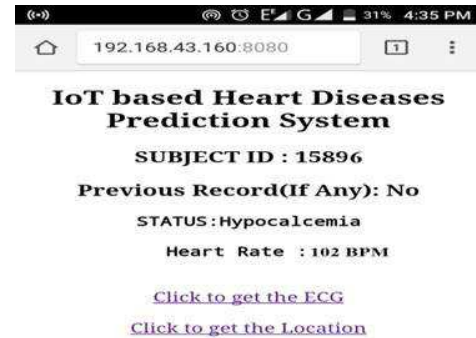 31% 4:35 PM
192.168.43.160:8080
1
IoT based Heart Diseases
Prediction System
SUBJECT ID : 15896
Previous Record(If Any): No
STATUS:Hypocalcemia
Heart Rate : 102 BPM
Click to get the ECG
Click to get the Location